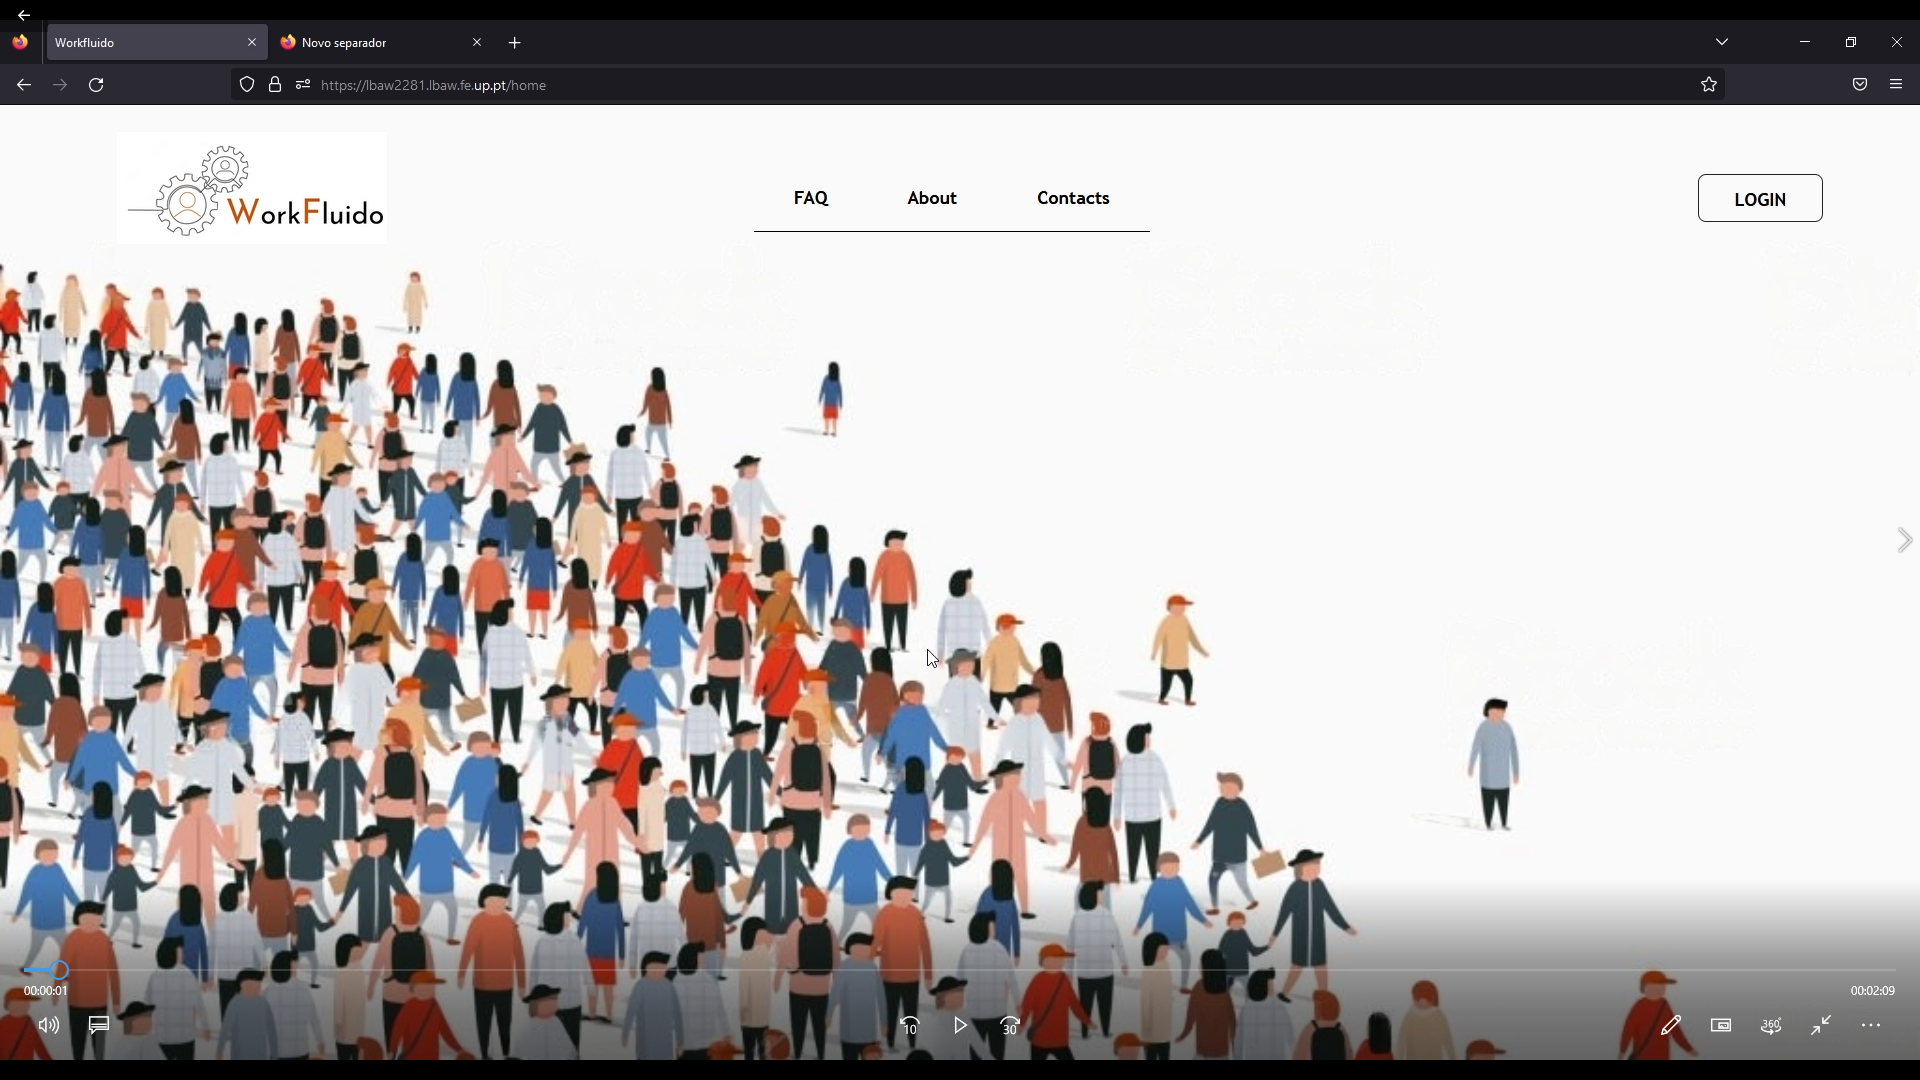 Workfluido
Novo separador
https://lbaw2281.lbaw.fe.up.pt/home
WorkFluido
FAQ
About
Contacts
LOGIN
00:00:01
00:02:09
10
30
360°